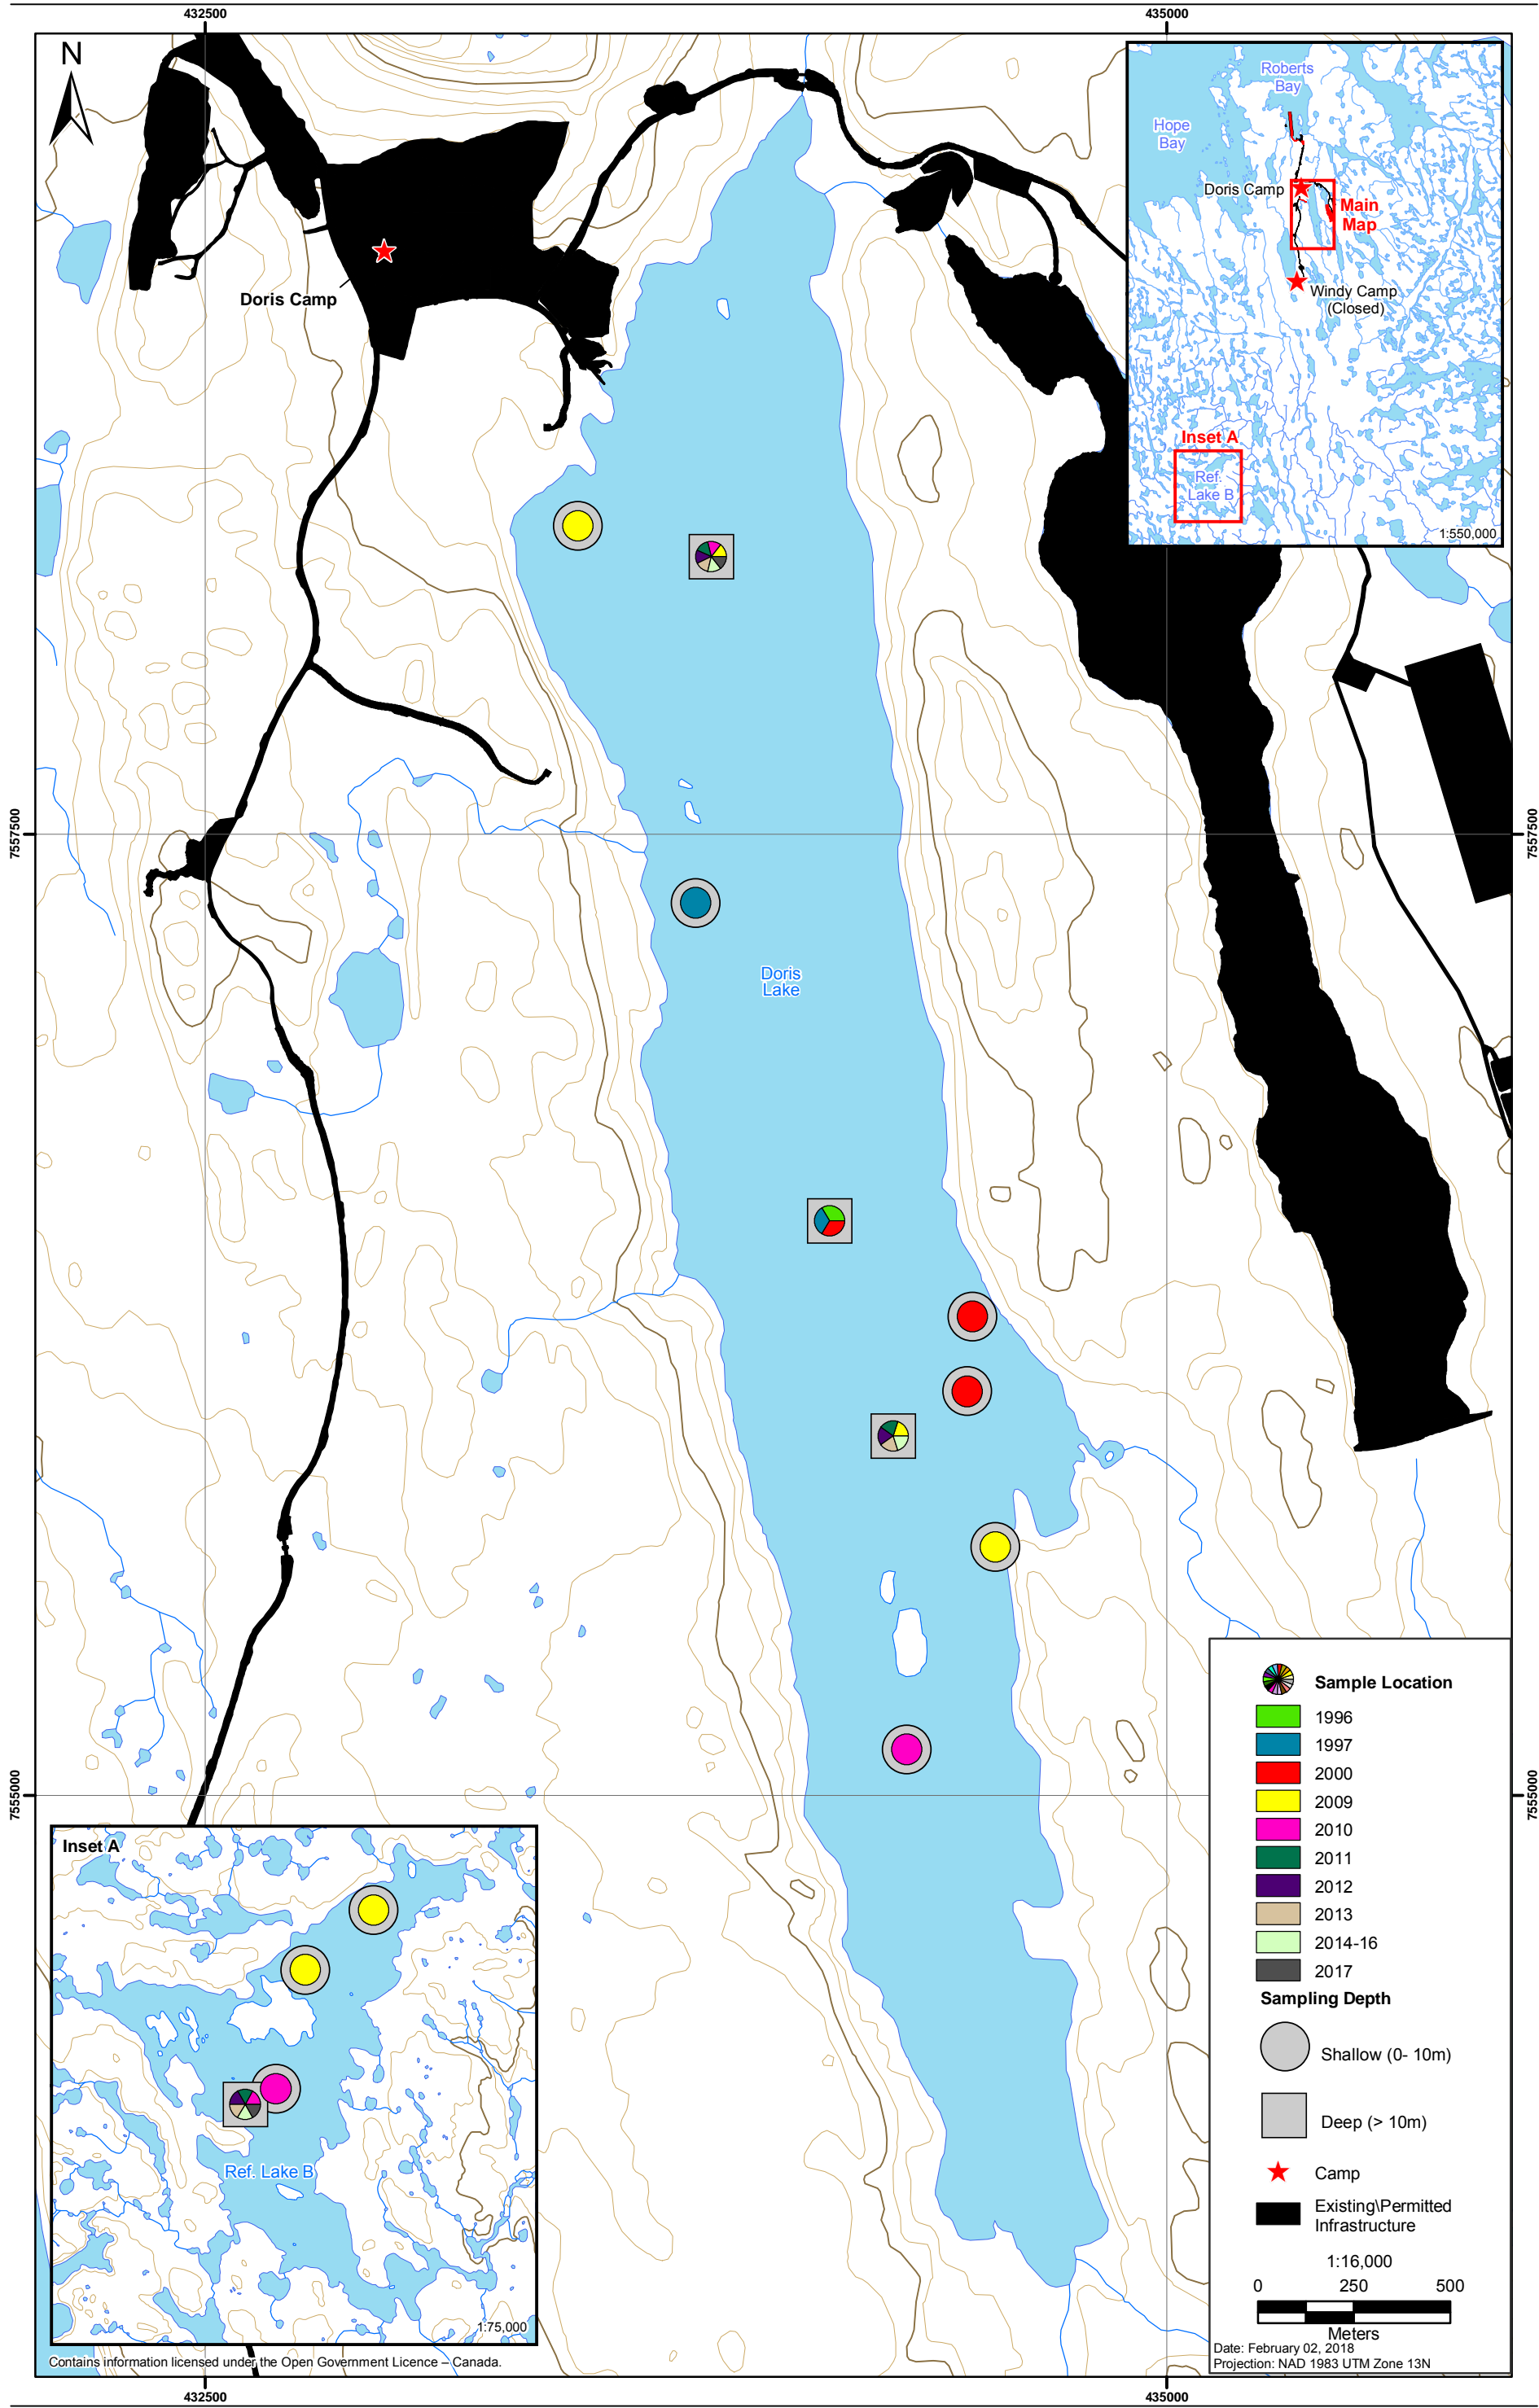 432500
435000
N
Roberts
Bay
Hope
Bay
Doris Camp
Main
Map
Windy Camp
(Closed)
Inset A
Ref.
Lake B
1:550,000
Doris Camp
7557500
7557500
Doris
Lake
7555000
7555000
Inset A
Ref. Lake B
1:75,000
Contains information licensed under the Open Government Licence – Canada.
Sample Location
1996
1997
2000
2009
2010
2011
2012
2013
2014-16
2017
Sampling Depth
Shallow (0- 10m)
Deep (> 10m)
Camp
Existing\Permitted
Infrastructure
1:16,000
0 250 500
Meters
Date: February 02, 2018
Projection: NAD 1983 UTM Zone 13N
432500
435000